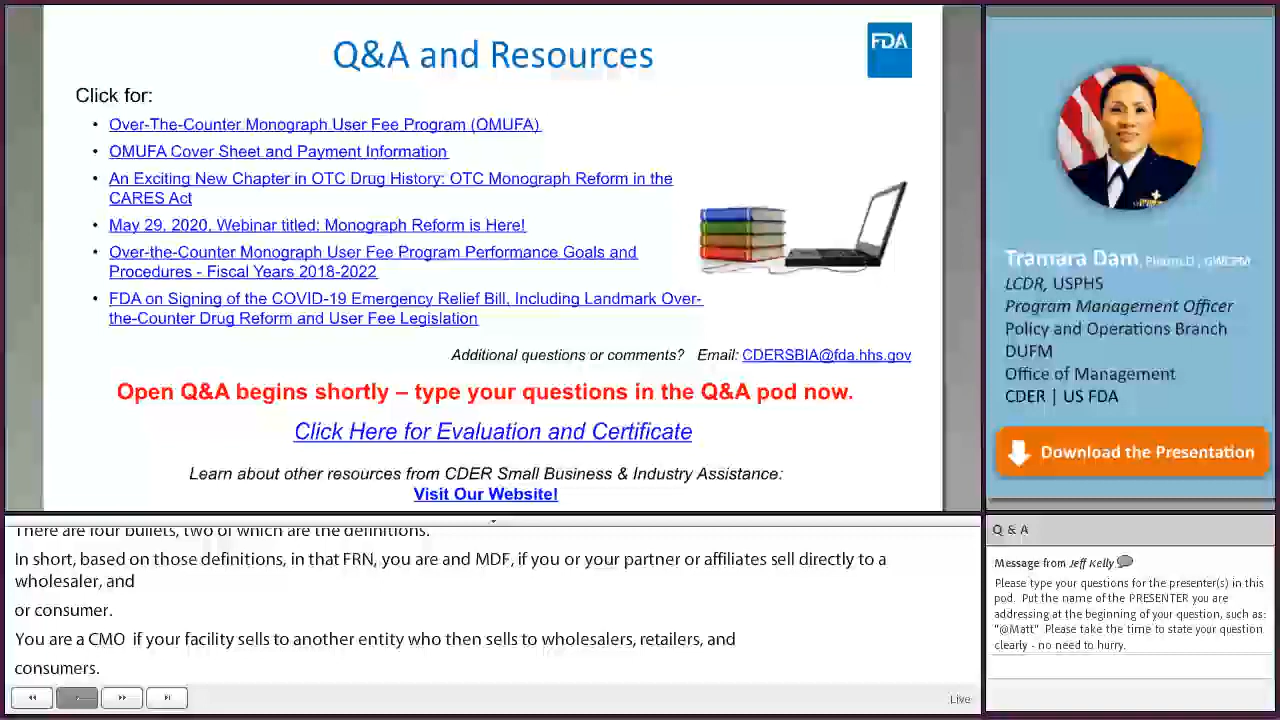 Q&A and Resources
FDA
Click for:
• Over-The-Counter Monograph User Fee Program (OMUFA)
• OMUFA Cover Sheet and Payment Information
• An Exciting New Chapter in OTC Drug History: OTC Monograph Reform in the
CARES Act
• May 29, 2020, Webinar titled: Monograph Reform is Here!
• Over-the-Counter Monograph User Fee Program Performance Goals and
Procedures - Fiscal Years 2018-2022
• FDA on Signing of the COVID-19 Emergency Relief Bill, Including Landmark Over-
the-Counter Drug Reform and User Fee Legislation
Additional questions or comments? Email: CDERSBIA@fda.hhs.gov
Open Q&A begins shortly – type your questions in the Q&A pod now.
Click Here for Evaluation and Certificate
Learn about other resources from CDER Small Business & Industry Assistance:
Visit Our Website!
Tramara Dam, PharmD., GWCPM
LCDR, USPHS
Program Management Officer
Policy and Operations Branch
DUFM
Office of Management
CDER | US FDA
Download the Presentation
There are four bullets, two of which are the definitions.
In short, based on those definitions, in that FRN, you are and MDF, if you or your partner or affiliates sell directly to a
wholesaler, and
or consumer.
You are a CMO if your facility sells to another entity who then sells to wholesalers, retailers, and
consumers.
Live
Q & A
Message from Jeff Kelly
Please type your questions for the presenter(s) in this
pod. Put the name of the PRESENTER you are
addressing at the beginning of your question, such as:
"@Matt" Please take the time to state your question
clearly - no need to hurry.